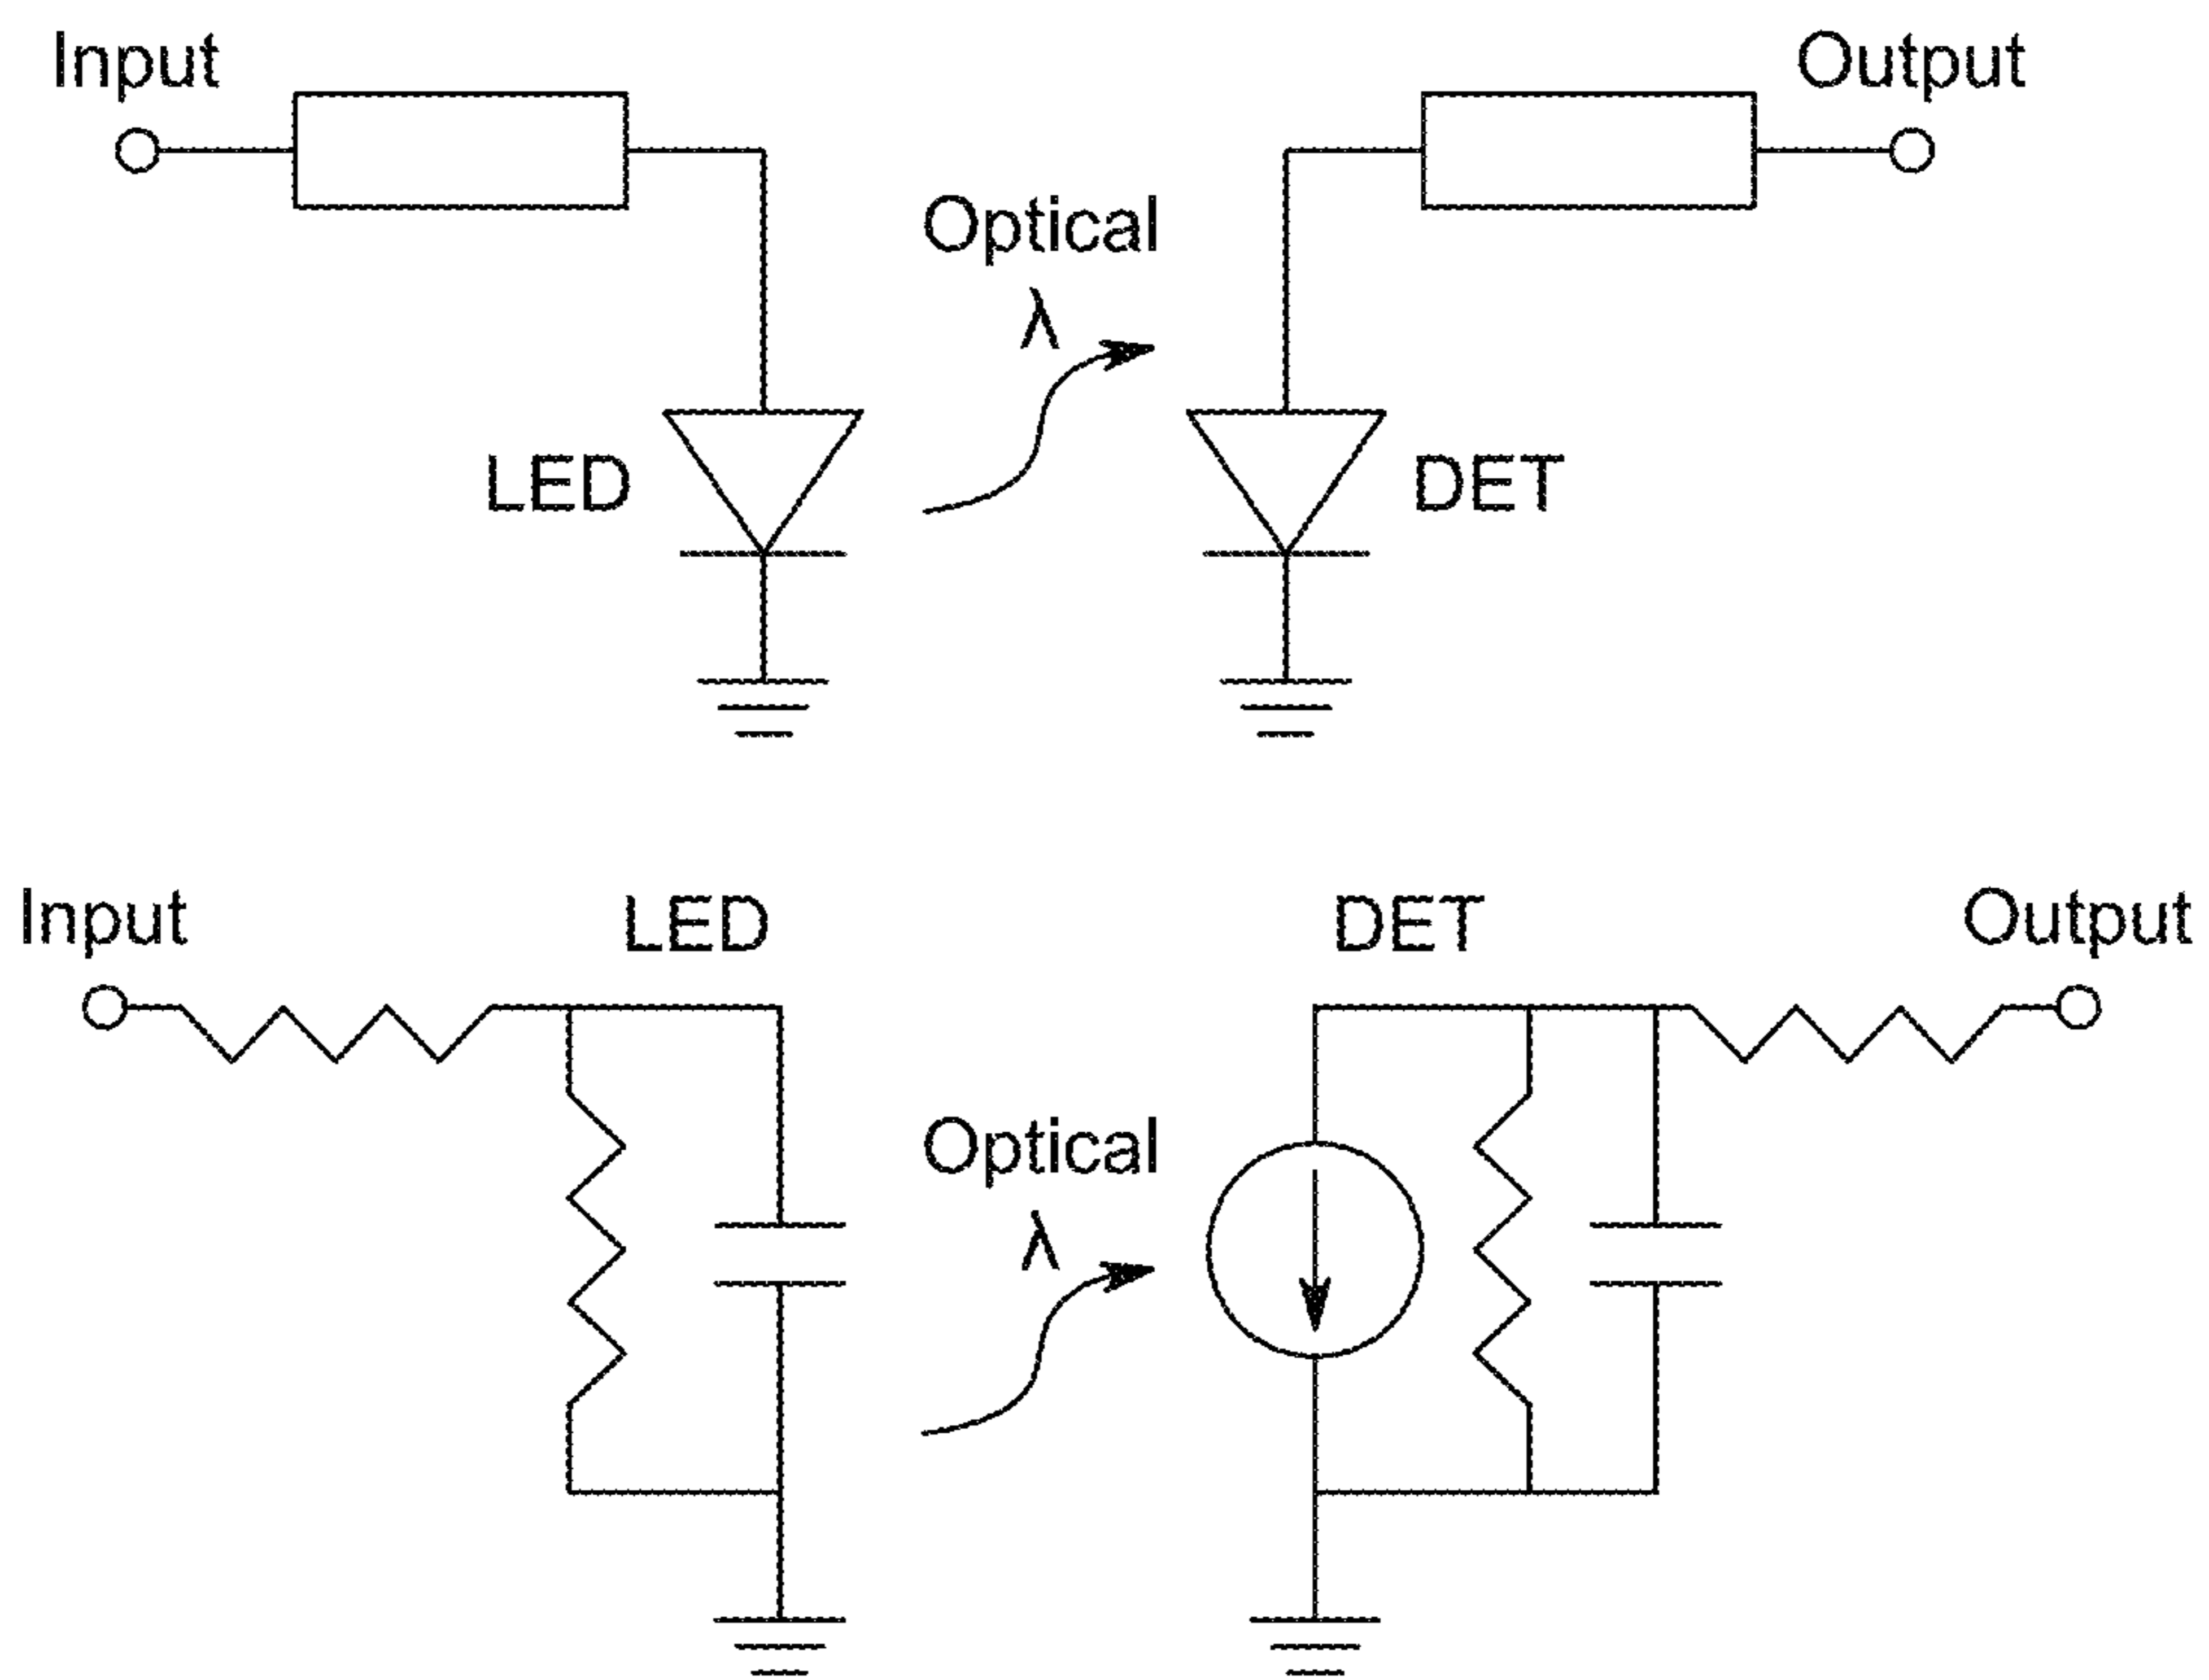 Input
Output
Optical
λ
LED
DET
Input
LED
DET
Output
Optical
λ